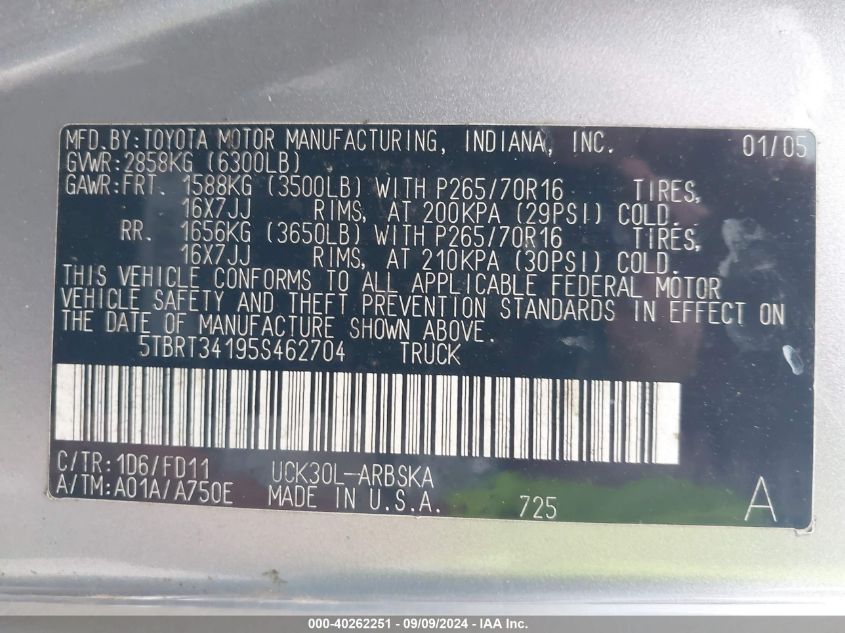 MFD.BY:TOYOTA MOTOR MANUFACTURING, INDIANA, INC. 01/05
GVWR:2858KG (6300LB)
GAWR:FRT. 1588KG (3500LB) WITH P265/70R16 TIRES,
16X7JJ RIMS, AT 200KPA (29PSI) COLD.
RR. 1656KG (3650LB) WITH P265/70R16 TIRES,
16X7JJ RIMS, AT 210KPA (30PSI) COLD.
THIS VEHICLE CONFORMS TO ALL APPLICABLE FEDERAL MOTOR
VEHICLE SAFETY AND THEFT PREVENTION STANDARDS IN EFFECT ON
THE DATE OF MANUFACTURE SHOWN ABOVE.
5TBRT34195S462704 TRUCK
C/TR:1D6/FD11 UCK30L-ARBSKA
A/TM:A01A/A750E MADE IN U.S.A. 725 A
000-40262251 - 09/09/2024 - IAA Inc.